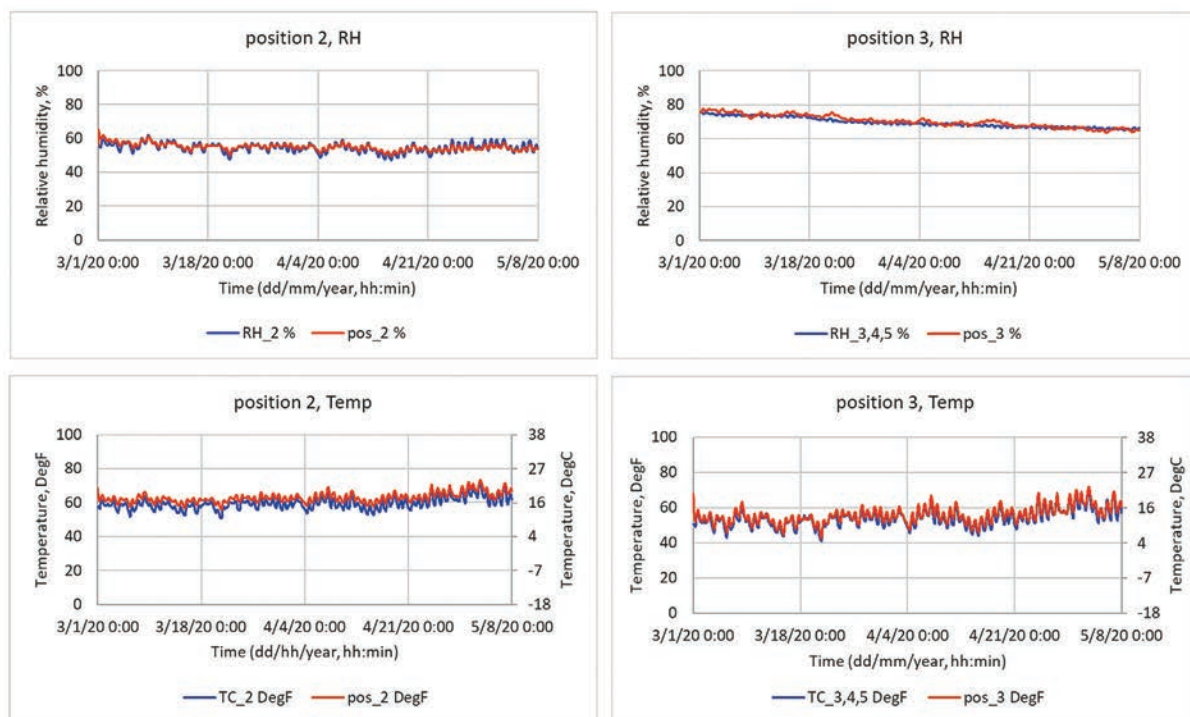 position 2, RH
Relative humidity, %
100
80
60
40
20
0
3/1/20 0:00 3/18/20 0:00 4/4/20 0:00 4/21/20 0:00 5/8/20 0:00
Time (dd/mm/year, hh:min)
RH_2 % pos_2 %
position 3, RH
Relative humidity, %
100
80
60
40
20
0
3/1/20 0:00 3/18/20 0:00 4/4/20 0:00 4/21/20 0:00 5/8/20 0:00
Time (dd/mm/year, hh:min)
RH_3,4,5 % pos_3 %
position 2, Temp
Temperature, DegF
100
80
60
40
20
0
38
27
16
4
-7
-18
Temperature, DegC
3/1/20 0:00 3/18/20 0:00 4/4/20 0:00 4/21/20 0:00 5/8/20 0:00
Time (dd/hh/year, hh:min)
TC_2 DegF pos_2 DegF
position 3, Temp
Temperature, DegF
100
80
60
40
20
0
38
27
16
4
-7
-18
Temperature, DegC
3/1/20 0:00 3/18/20 0:00 4/4/20 0:00 4/21/20 0:00 5/8/20 0:00
Time (dd/mm/year, hh:min)
TC_3,4,5 DegF pos_3 DegF